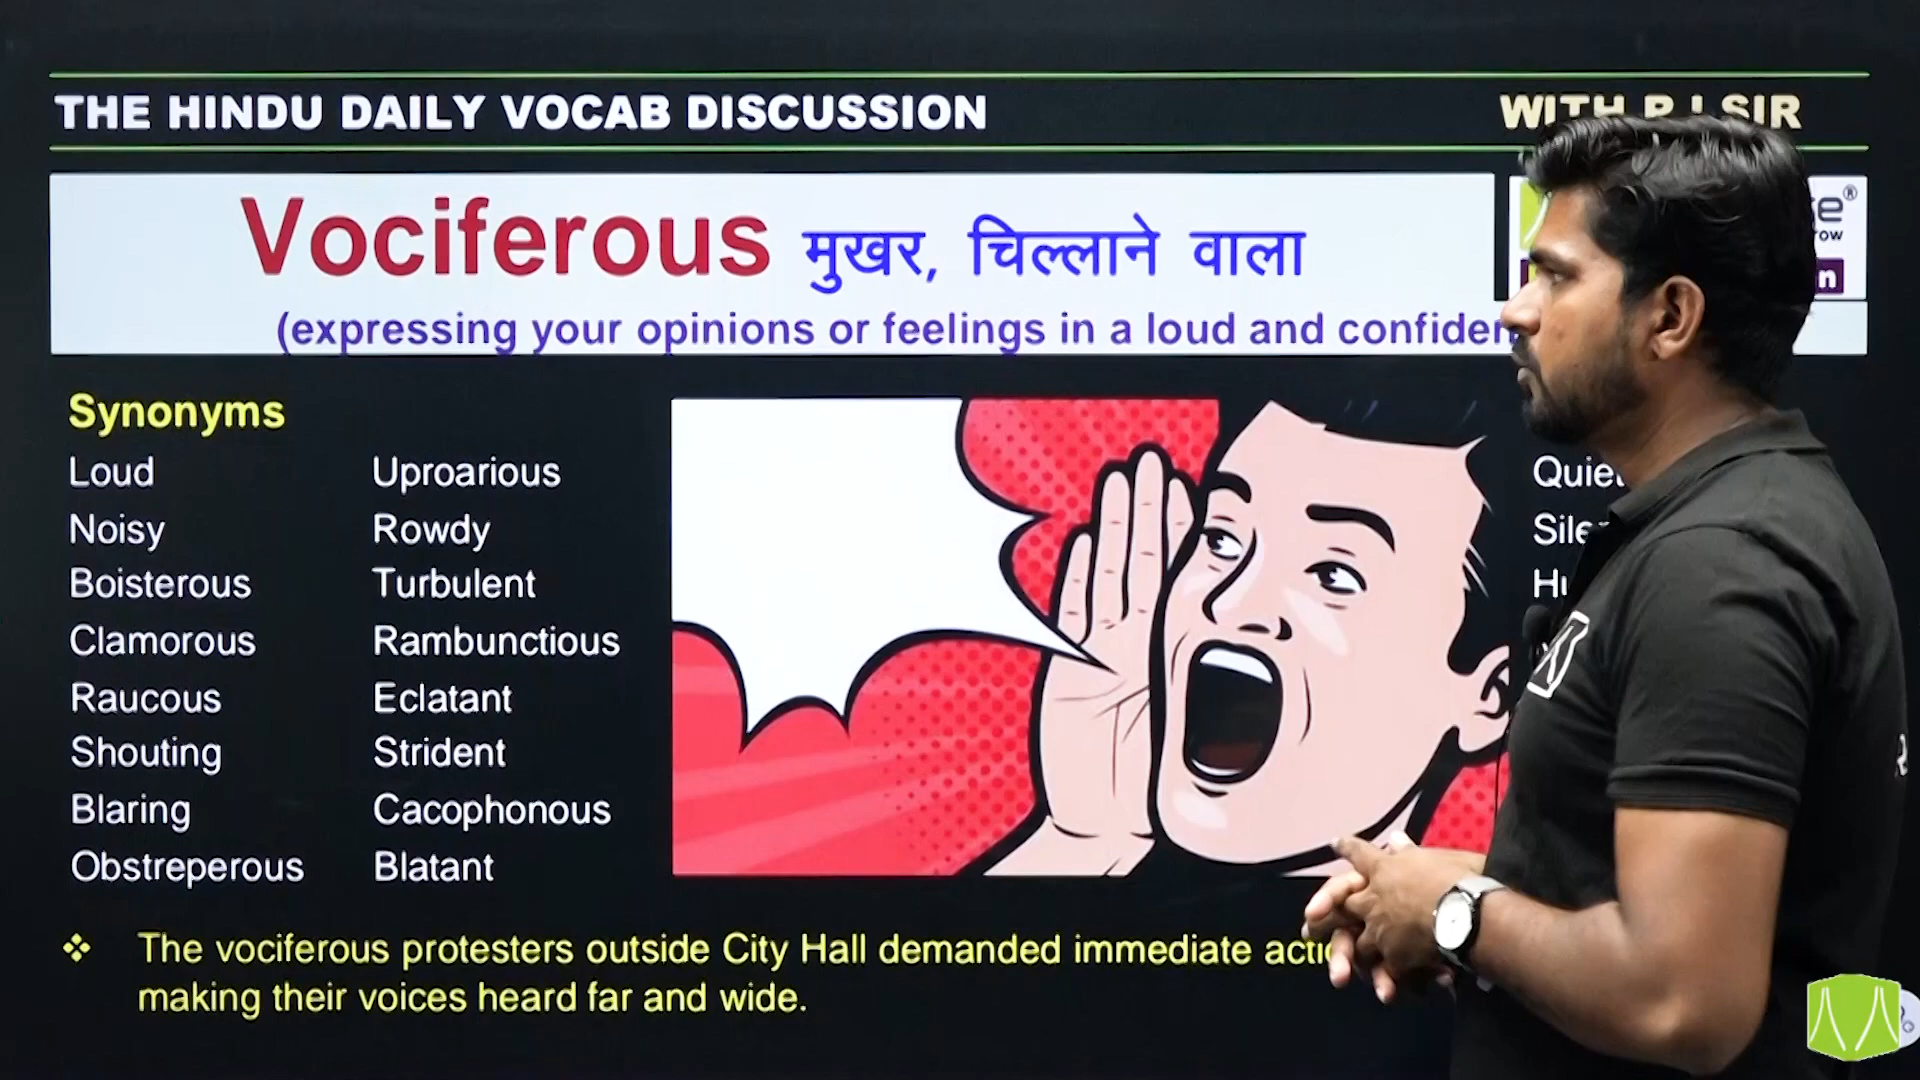 THE HINDU DAILY VOCAB DISCUSSION
WITH R J SIR
Vociferous मुखर, चिल्लाने वाला
(expressing your opinions or feelings in a loud and
Synonyms
Loud Uproarious
Noisy Rowdy
Boisterous Turbulent
Clamorous Rambunctious
Raucous Eclatant
Shouting Strident
Blaring Cacophonous
Obstreperous Blatant
❖ The vociferous protesters outside City Hall demanded immediate
making their voices heard far and wide.